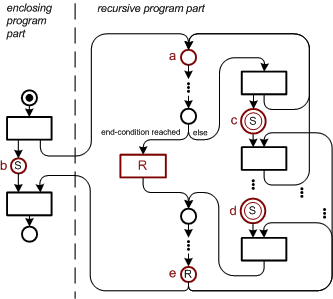 enclosing
program
part
recursive program part
a
c
S
end-condition reached
else
b
S
R
d
S
e
R